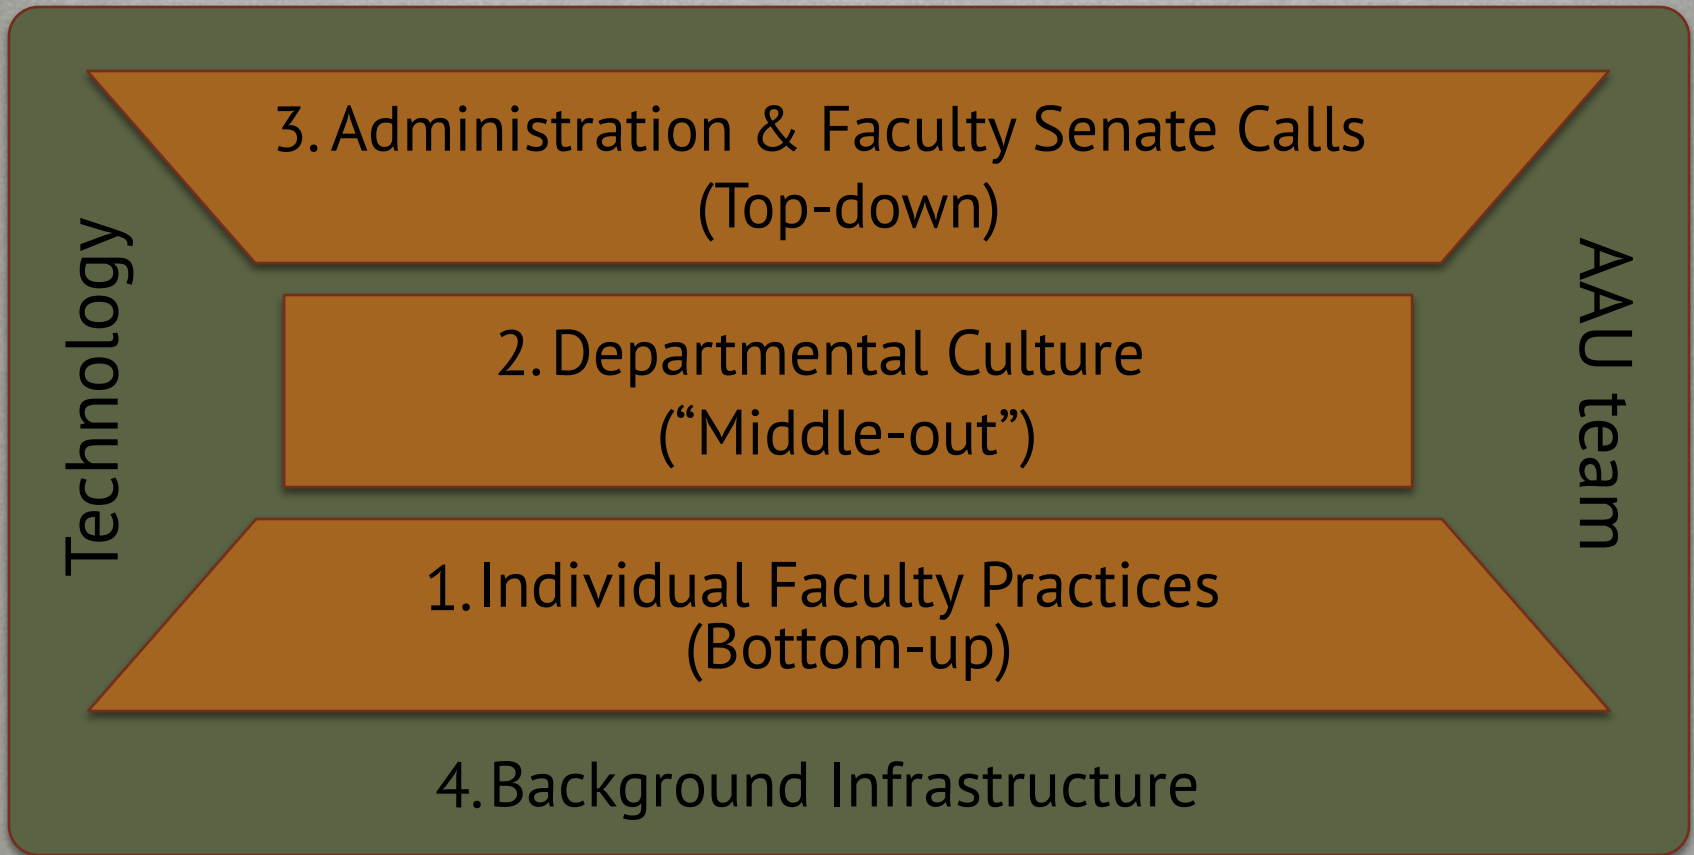 3. Administration & Faculty Senate Calls
(Top-down)
Technology
2. Departmental Culture
(“Middle-out”)
AAU team
1. Individual Faculty Practices
(Bottom-up)
4. Background Infrastructure